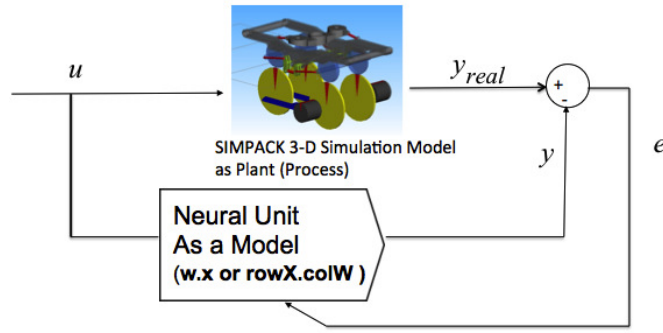 u
y_real
+
-
SIMPACK 3-D Simulation Model
as Plant (Process)
y
e
Neural Unit
As a Model
(w.x or rowX.colW )